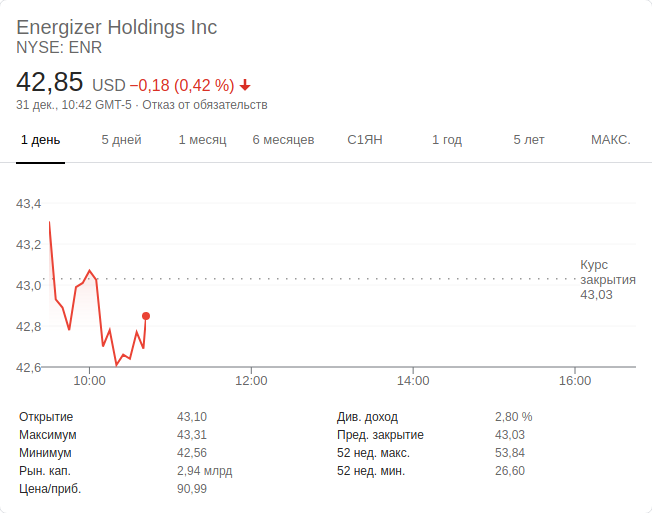 Energizer Holdings Inc
NYSE: ENR
42,85 USD −0,18 (0,42 %)
31 дек., 10:42 GMT-5 · Отказ от обязательств
1 день 5 дней 1 месяц 6 месяцев С1ЯН 1 год 5 лет МАКС.
43,4
43,2
43,0
42,8
42,6
Курс
закрытия
43,03
10:00 12:00 14:00 16:00
Открытие 43,10 Див. доход 2,80 %
Максимум 43,31 Пред. закрытие 43,03
Минимум 42,56 52 нед. макс. 53,84
Рын. кап. 2,94 млрд 52 нед. мин. 26,60
Цена/приб. 90,99